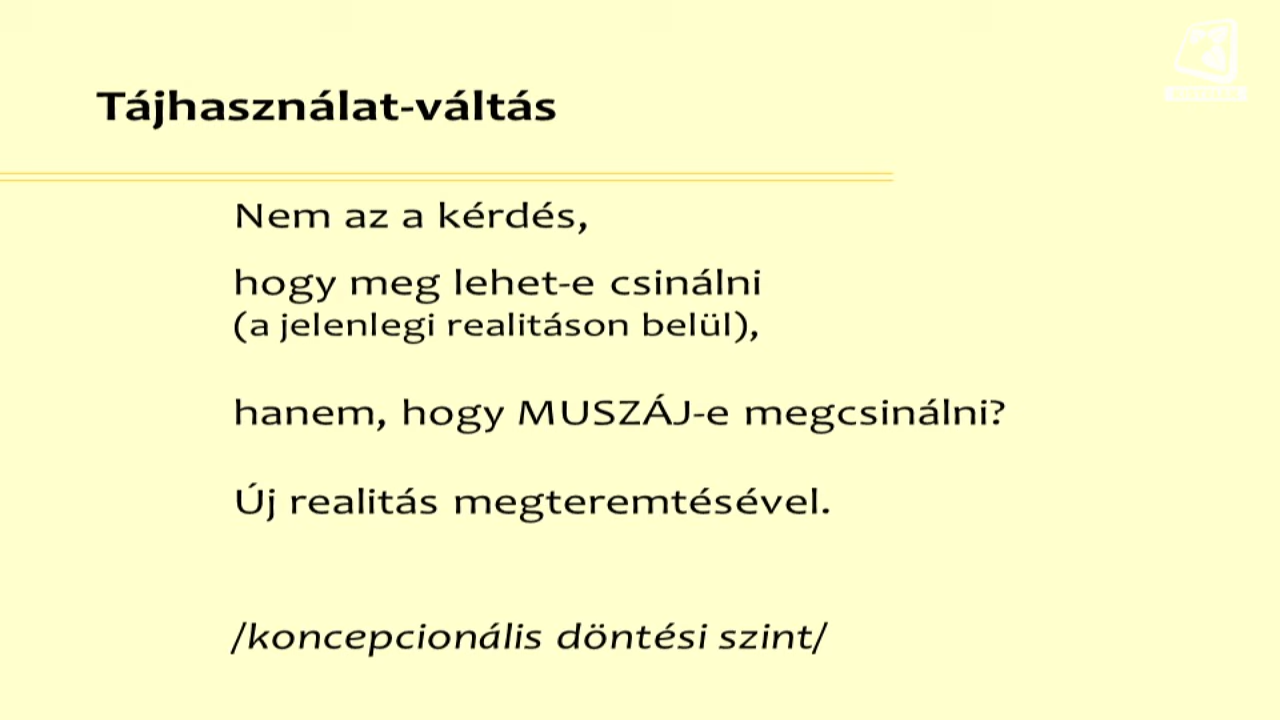 Tájhasználat-váltás
Nem az a kérdés,
hogy meg lehet-e csinálni
(a jelenlegi realitáson belül),
hanem, hogy MUSZÁJ-e megcsinálni?
Új realitás megteremtésével.
/koncepcionális döntési szint/